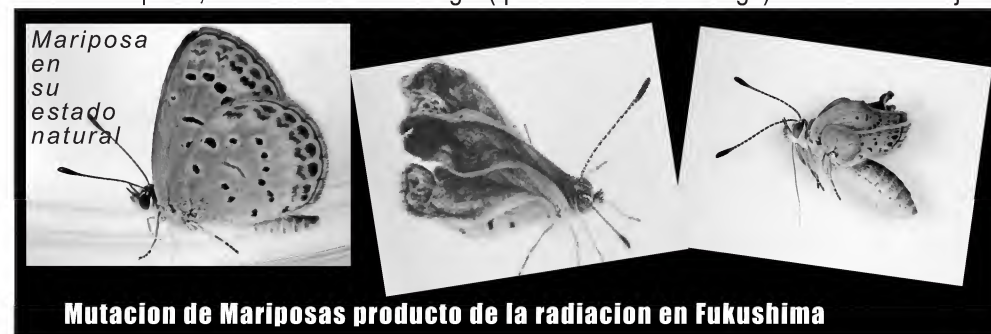 Mariposa
en
su
estado
natural
Mutacion de Mariposas producto de la radiacion en Fukushima